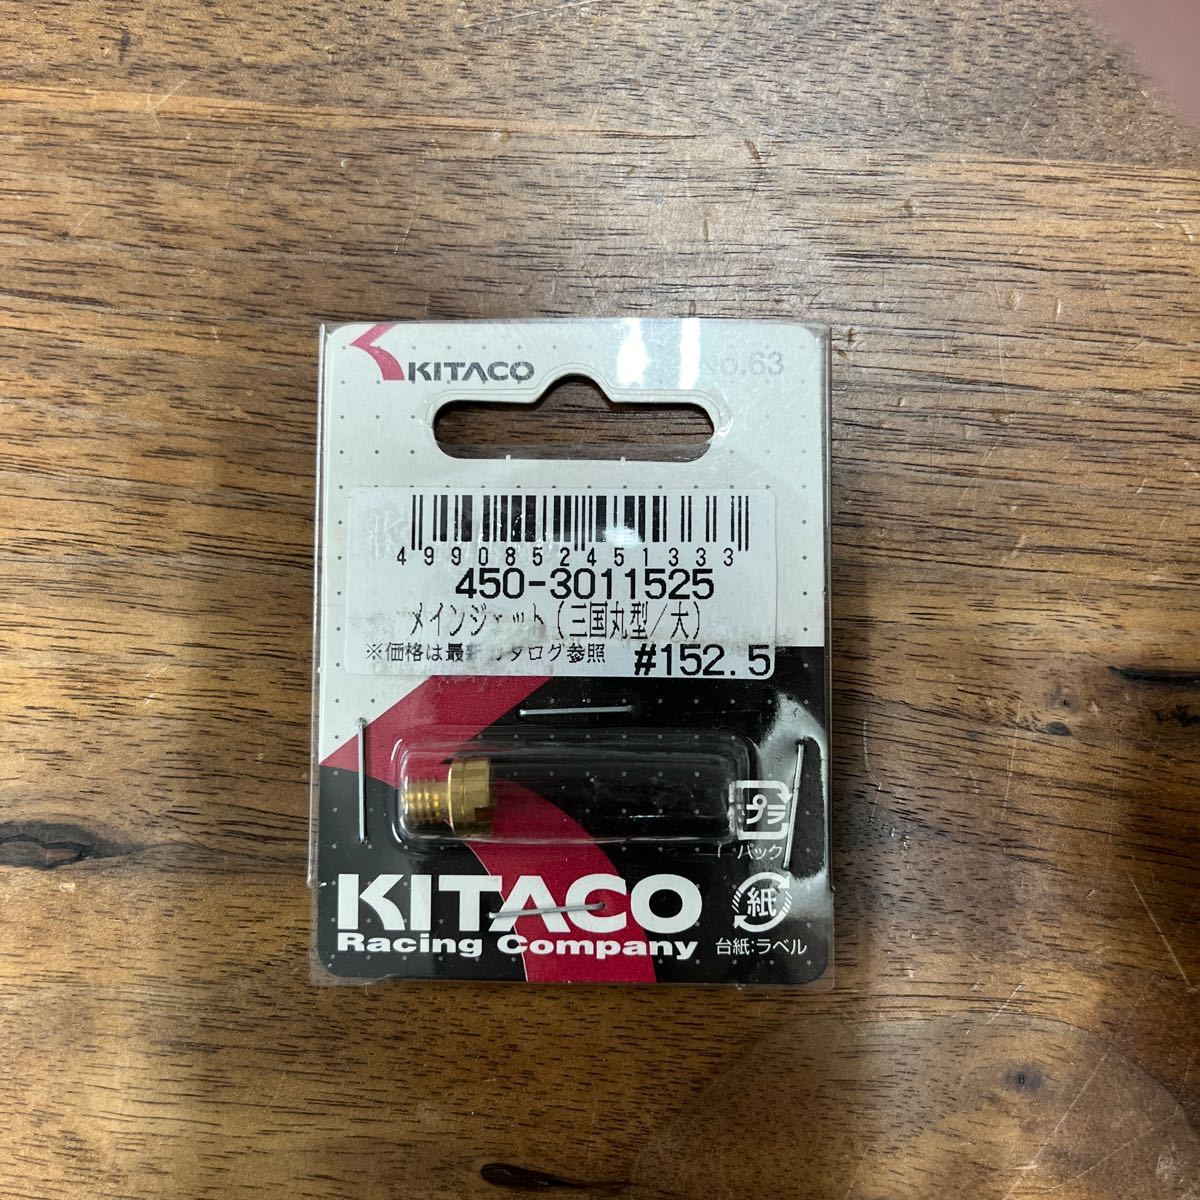 KITACO
No.63
4990852451333
450-3011525
メインジェット(三国丸型/大)
※価格は最新カタログ参照 #152.5
プラ
パック
KITACO
Racing Company
紙
台紙:ラベル